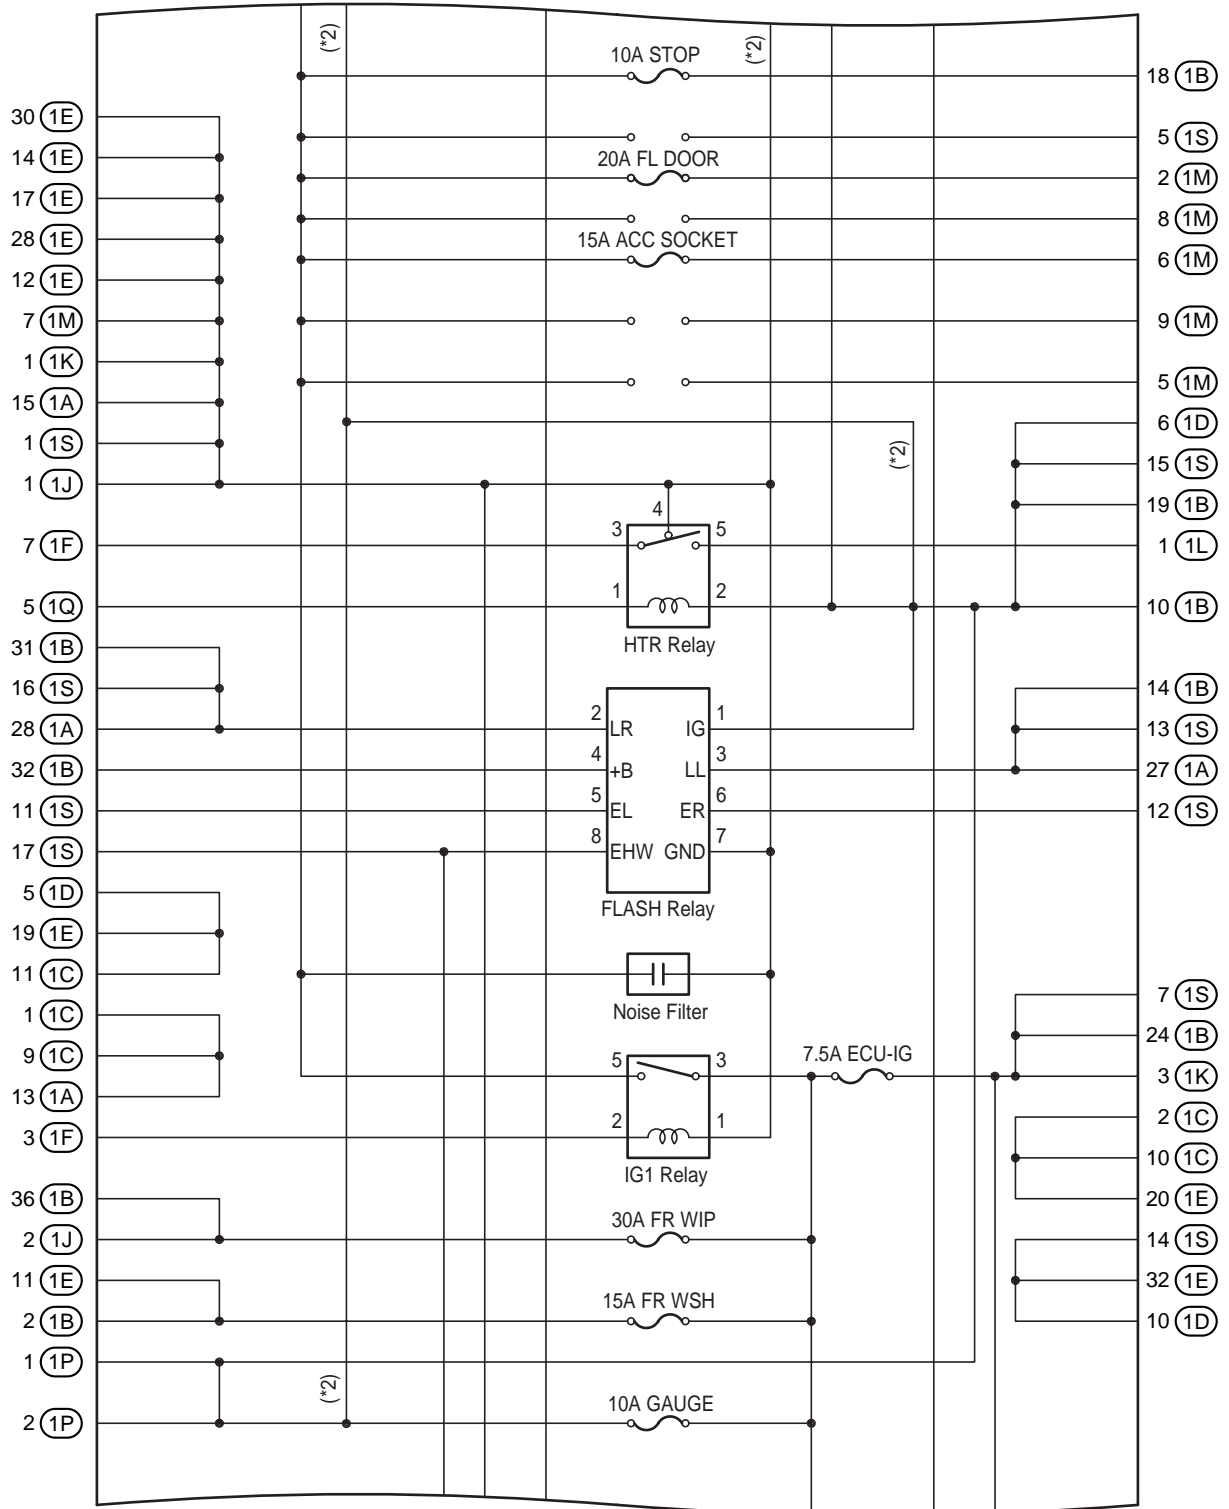 (*2)
(*2)
10A STOP
18 1B
30 1E
5 1S
14 1E
20A FL DOOR
2 1M
17 1E
8 1M
28 1E
15A ACC SOCKET
6 1M
12 1E
7 1M
9 1M
1 1K
5 1M
15 1A
6 1D
1 1S
(*2)
15 1S
1 1J
19 1B
4
3
5
7 1F
1 1L
1
2
5 1Q
10 1B
HTR Relay
31 1B
16 1S
14 1B
2
1
28 1A
LR
IG
13 1S
4
3
32 1B
+B
LL
27 1A
5
6
11 1S
EL
ER
12 1S
8
7
17 1S
EHW
GND
5 1D
FLASH Relay
19 1E
11 1C
7 1S
1 1C
Noise Filter
24 1B
9 1C
5
3
7.5A ECU-IG
3 1K
13 1A
2 1C
2
1
3 1F
10 1C
IG1 Relay
36 1B
20 1E
30A FR WIP
2 1J
14 1S
11 1E
32 1E
15A FR WSH
2 1B
10 1D
1 1P
(*2)
10A GAUGE
2 1P